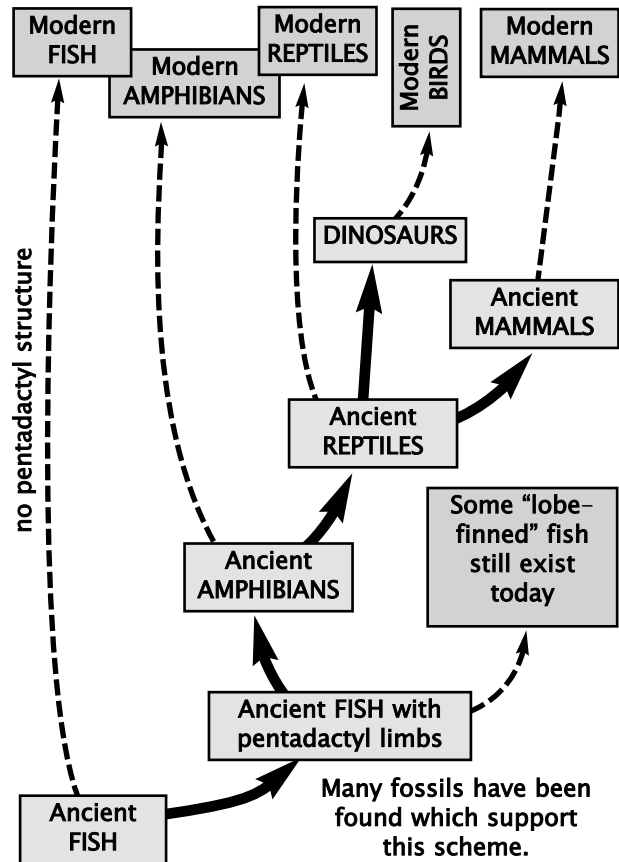 Modern
FISH
Modern
AMPHIBIANS
Modern
REPTILES
Modern
BIRDS
Modern
MAMMALS
DINOSAURS
Ancient
MAMMALS
no pentadactyl structure
Ancient
REPTILES
Some “lobe-
finned” fish
still exist
today
Ancient
AMPHIBIANS
Ancient FISH with
pentadactyl limbs
Ancient
FISH
Many fossils have been
found which support
this scheme.